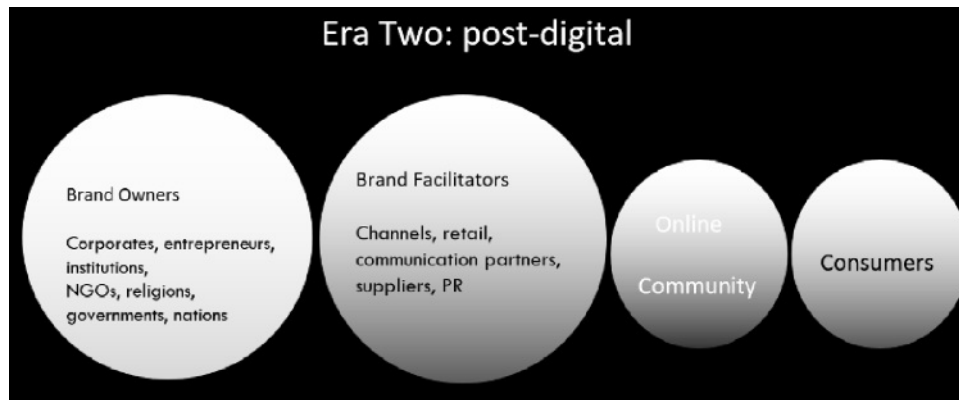 Era Two: post-digital
Brand Owners
Corporates, entrepreneurs,
institutions,
NGOs, religions,
governments, nations
Brand Facilitators
Channels, retail,
communication partners,
suppliers, PR
Online
Community
Consumers